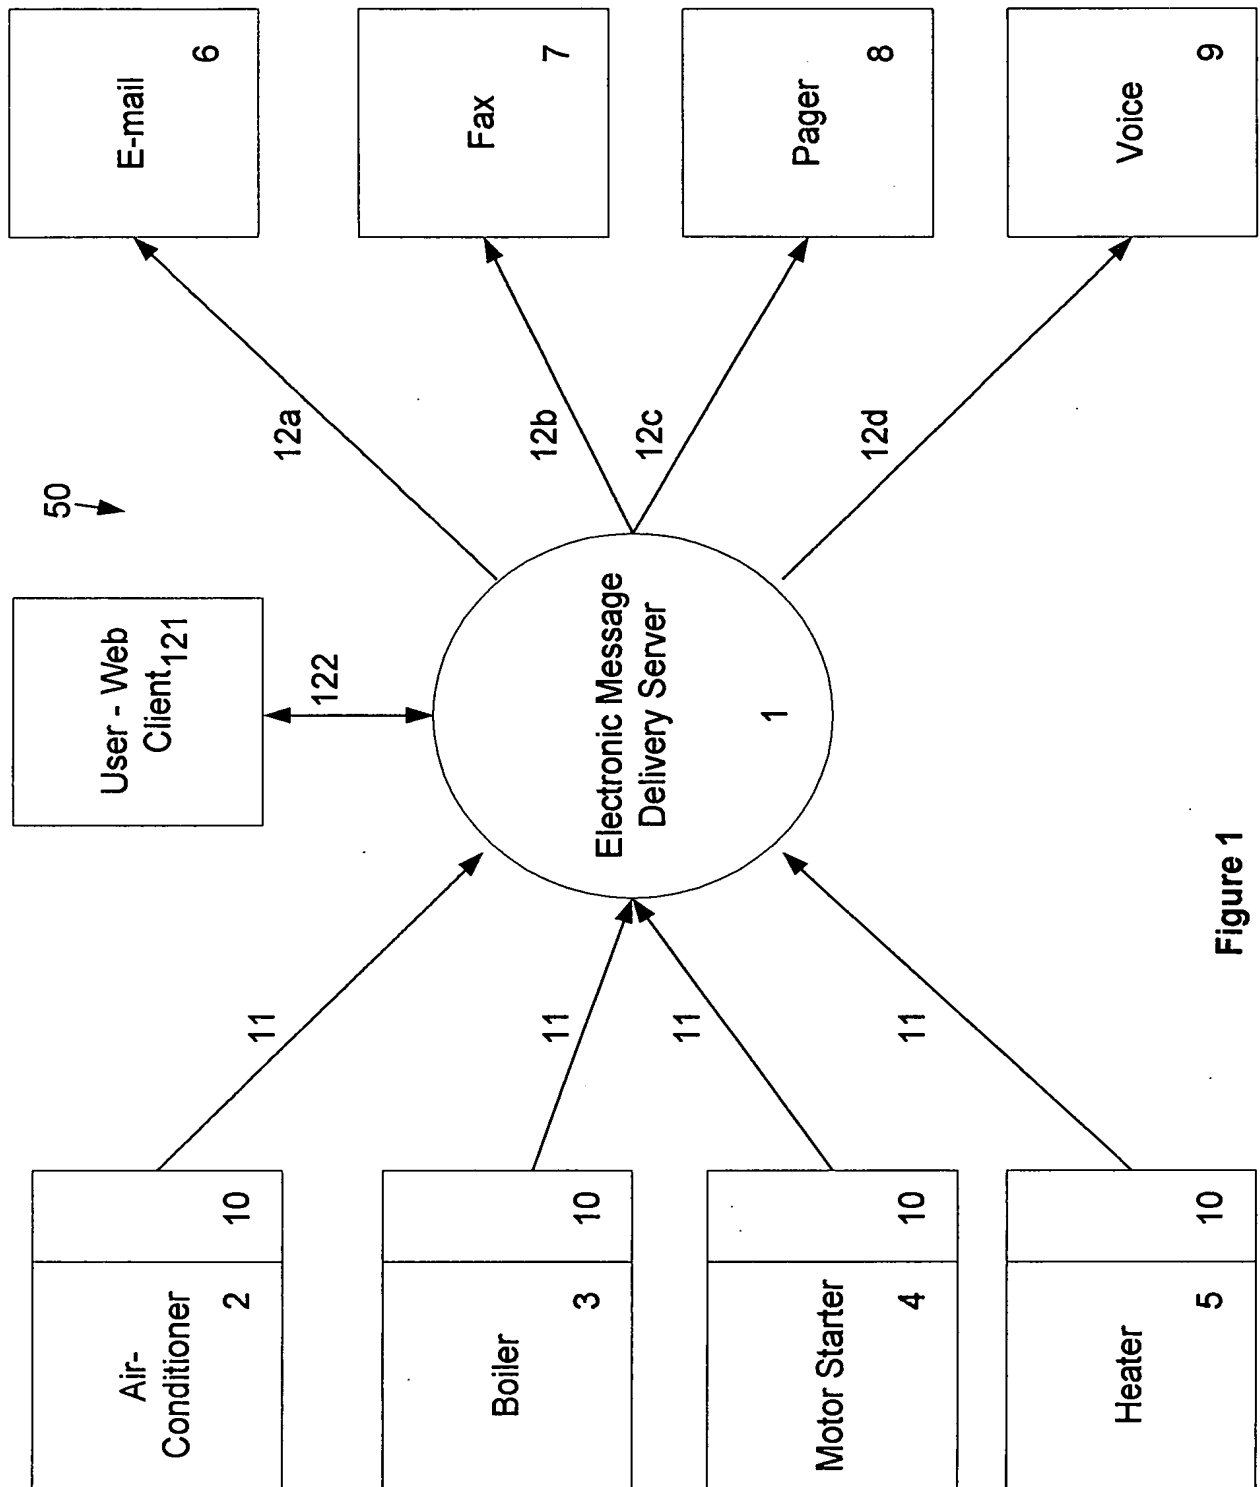 50
User - Web
Client 121
122
Air-
Conditioner
2
10
11
Boiler
3
10
11
Motor Starter
4
10
11
Heater
5
10
11
Electronic Message
Delivery Server
1
12a
E-mail
6
12b
Fax
7
12c
Pager
8
12d
Voice
9
Figure 1